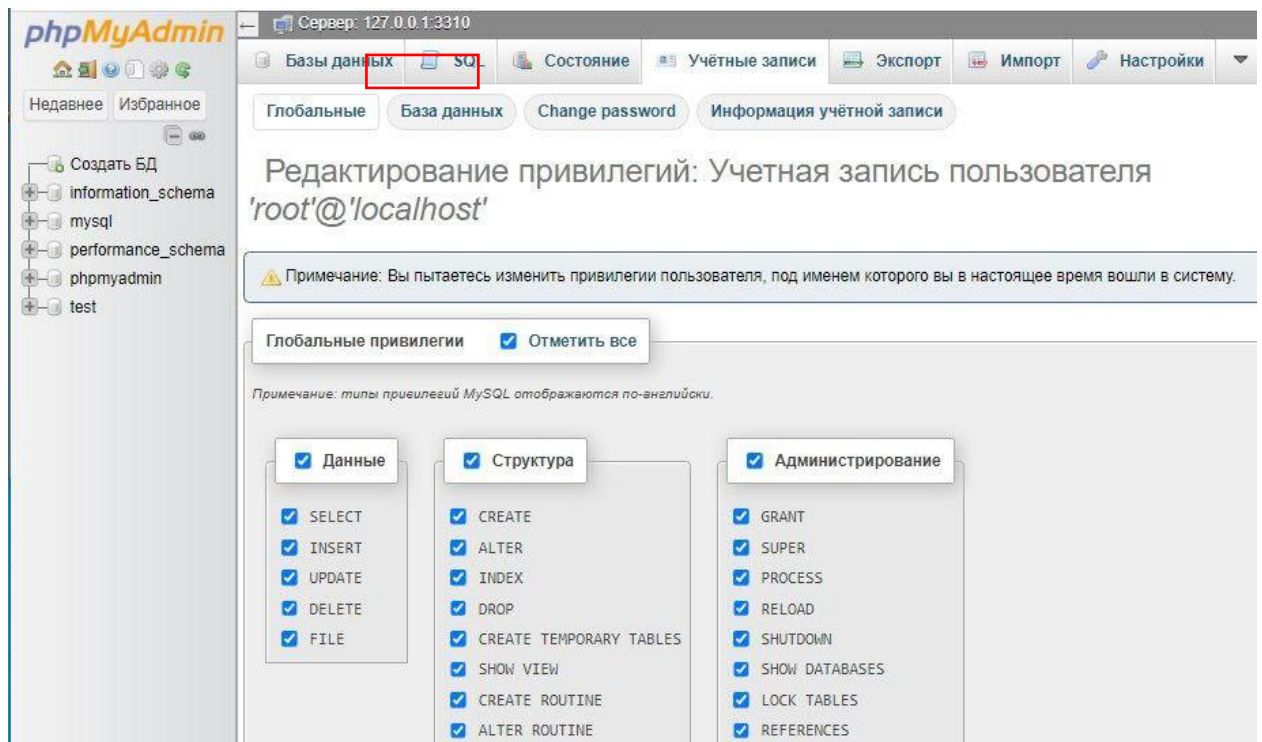 phpMyAdmin
Недавнее Избранное
Создать БД
information_schema
mysql
performance_schema
phpmyadmin
test
← Сервер: 127.0.0.1:3310
Базы данных SQL Состояние Учётные записи Экспорт Импорт Настройки
Глобальные База данных Change password Информация учётной записи
Редактирование привилегий: Учетная запись пользователя
'root'@'localhost'
Примечание: Вы пытаетесь изменить привилегии пользователя, под именем которого вы в настоящее время вошли в систему.
Глобальные привилегии Отметить все
Примечание: типы привилегий MySQL отображаются по-английски.
Данные
SELECT
INSERT
UPDATE
DELETE
FILE
Структура
CREATE
ALTER
INDEX
DROP
CREATE TEMPORARY TABLES
SHOW VIEW
CREATE ROUTINE
ALTER ROUTINE
Администрирование
GRANT
SUPER
PROCESS
RELOAD
SHUTDOWN
SHOW DATABASES
LOCK TABLES
REFERENCES